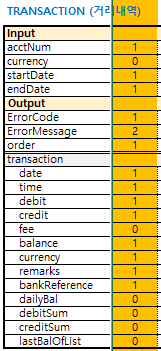 TRANSACTION (거리내역)
Input
acctNum 1
currency 0
startDate 1
endDate 1
Output
ErrorCode 1
ErrorMessage 2
order 1
transaction
date 1
time 1
debit 1
credit 1
fee 0
balance 1
currency 1
remarks 1
bankReference 1
dailyBal 0
debitSum 0
creditSum 0
lastBalOfList 0